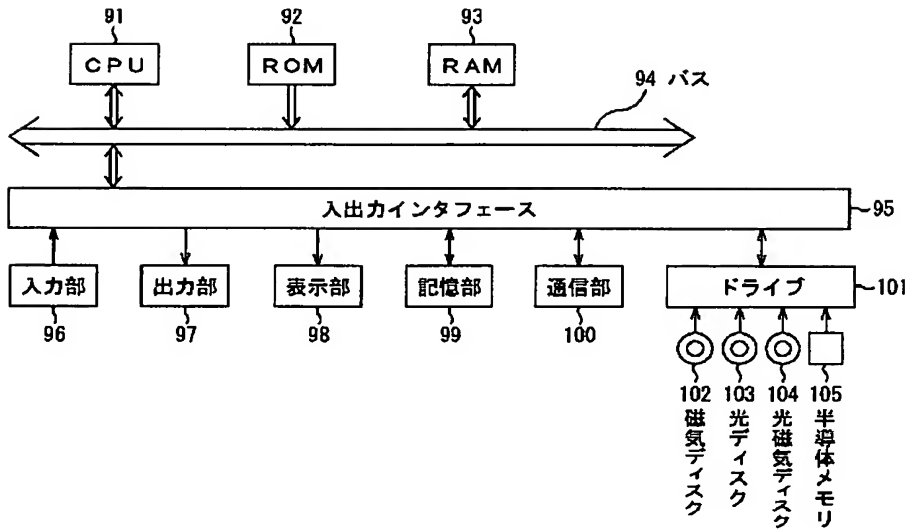 91
92
93
CPU
ROM
RAM
94 バス
入出力インタフェース
95
入力部
出力部
表示部
記憶部
通信部
ドライブ
101
96
97
98
99
100
102
103
104
105
磁気ディスク
光ディスク
光磁気ディスク
半導体メモリ